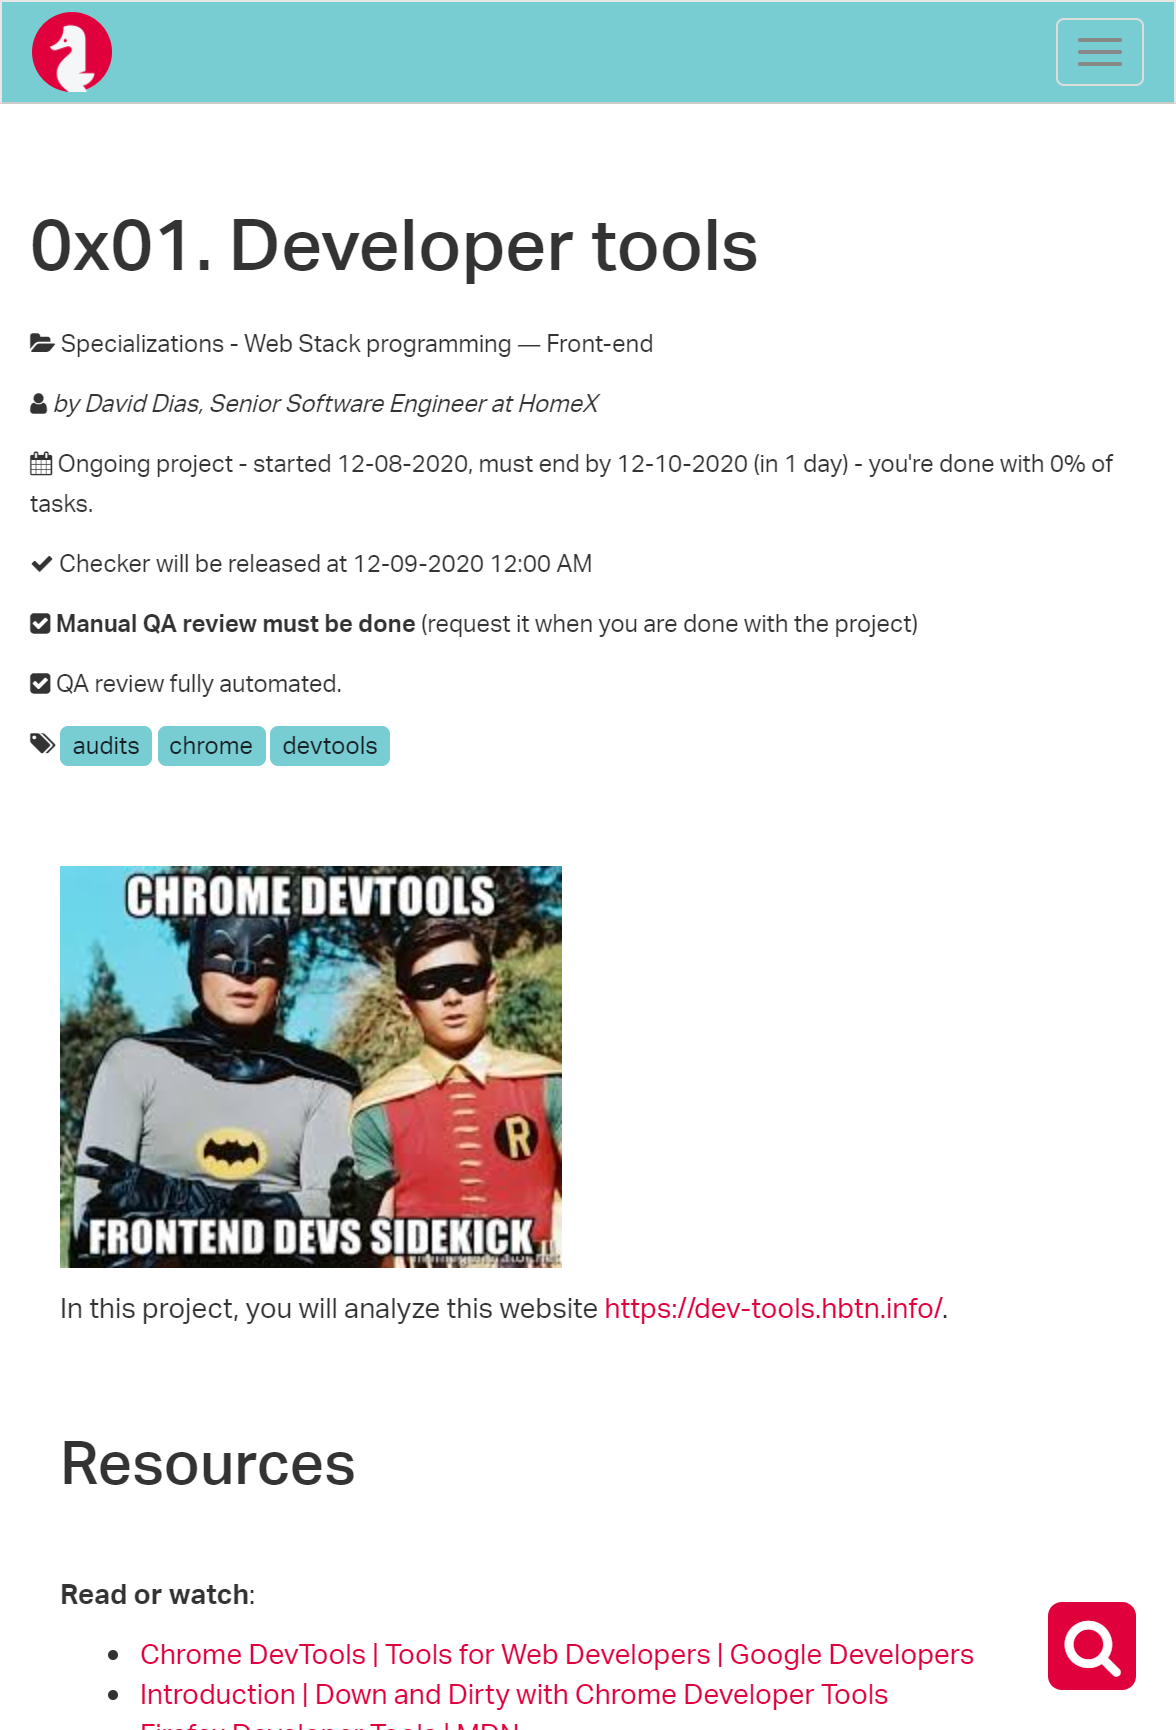 0x01. Developer tools
Specializations - Web Stack programming — Front-end
by David Dias, Senior Software Engineer at HomeX
Ongoing project - started 12-08-2020, must end by 12-10-2020 (in 1 day) - you're done with 0% of
tasks.
Checker will be released at 12-09-2020 12:00 AM
Manual QA review must be done (request it when you are done with the project)
QA review fully automated.
audits chrome devtools
CHROME DEVTOOLS
R
FRONTEND DEVS SIDEKICK
In this project, you will analyze this website https://dev-tools.hbtn.info/.
Resources
Read or watch:
• Chrome DevTools | Tools for Web Developers | Google Developers
• Introduction | Down and Dirty with Chrome Developer Tools
Firefox Developer Tools | MDN